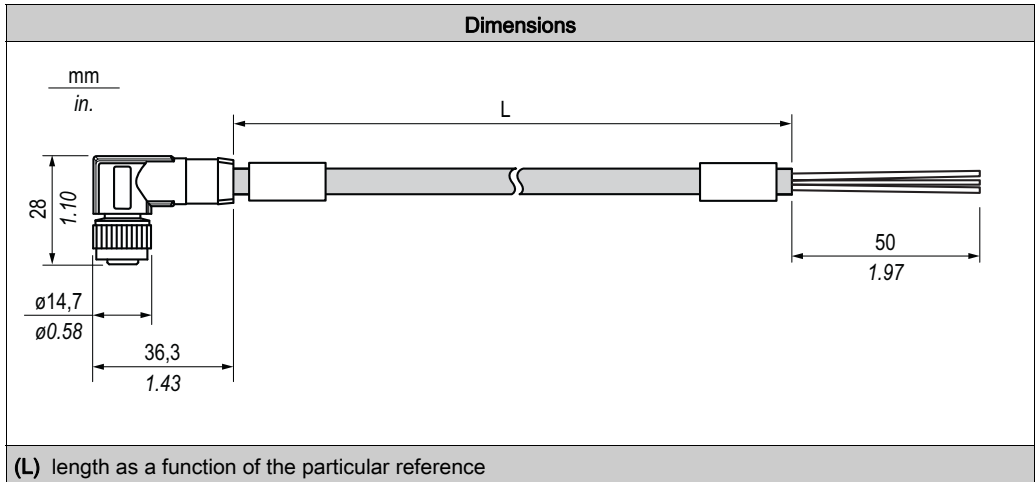 Dimensions
mm
in.
L
28
1.10
50
1.97
ø14,7
ø0.58
36,3
1.43
(L) length as a function of the particular reference